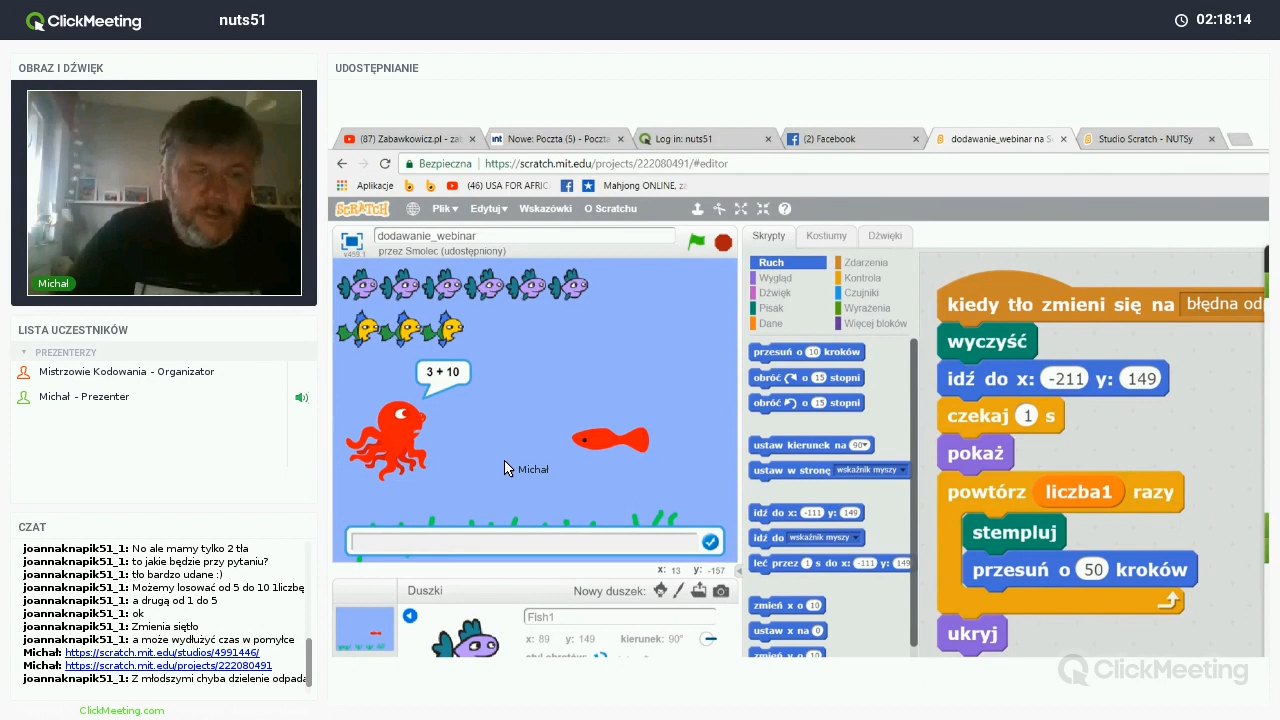 ClickMeeting
nuts51
02:18:14
OBRAZ I DŹWIĘK
Michał
LISTA UCZESTNIKÓW
PREZENTERZY
Mistrzowie Kodowania - Organizator
Michał - Prezenter
CZAT
joannaknapik51_1: No ale mamy tylko 2 tła
joannaknapik51_1: to jakie będzie przy pytaniu?
joannaknapik51_1: tło bardzo udane :)
joannaknapik51_1: Możemy losować od 5 do 10 1liczbę
joannaknapik51_1: a drugą od 1 do 5
joannaknapik51_1: ok
joannaknapik51_1: Zmienia siętło
joannaknapik51_1: a może wydłużyć czas w pomyłce
Michał: https://scratch.mit.edu/studios/4991446/
Michał: https://scratch.mit.edu/projects/222080491
joannaknapik51_1: Z młodszymi chyba dzielenie odpada
ClickMeeting.com
UDOSTĘPNIANIE
(87) Zabawkowicz.pl - za
int Nowe: Poczta (5) - Poczta
Log in: nuts51
(2) Facebook
dodawanie_webinar na S
Studio Scratch - NUTSy
Bezpieczna https://scratch.mit.edu/projects/222080491/#editor
Aplikacje
(46) USA FOR AFRIC
Mahjong ONLINE, za
SCRATCH
Plik
Edytuj
Wskazówki
O Scratchu
dodawanie_webinar
v459.1
przez Smolec (udostępniony)
3 + 10
Michał
x: 13 y: -157
Duszki
Nowy duszek:
Fish1
x: 89 y: 149 kierunek: 90°
styl obrotów:
Skrypty
Kostiumy
Dźwięki
Ruch
Wygląd
Dźwięk
Pisak
Dane
Zdarzenia
Kontrola
Czujniki
Wyrażenia
Więcej bloków
przesuń o 10 kroków
obróć o 15 stopni
obróć o 15 stopni
ustaw kierunek na 90
ustaw w stronę wskaźnik myszy
idź do x: -111 y: 149
idź do wskaźnik myszy
leć przez 1 s do x: -111 y: 149
zmień x o 10
ustaw x na 0
zmień y o 10
kiedy tło zmieni się na błędna od
wyczyść
idź do x: -211 y: 149
czekaj 1 s
pokaż
powtórz liczba1 razy
stempluj
przesuń o 50 kroków
ukryj
ClickMeeting